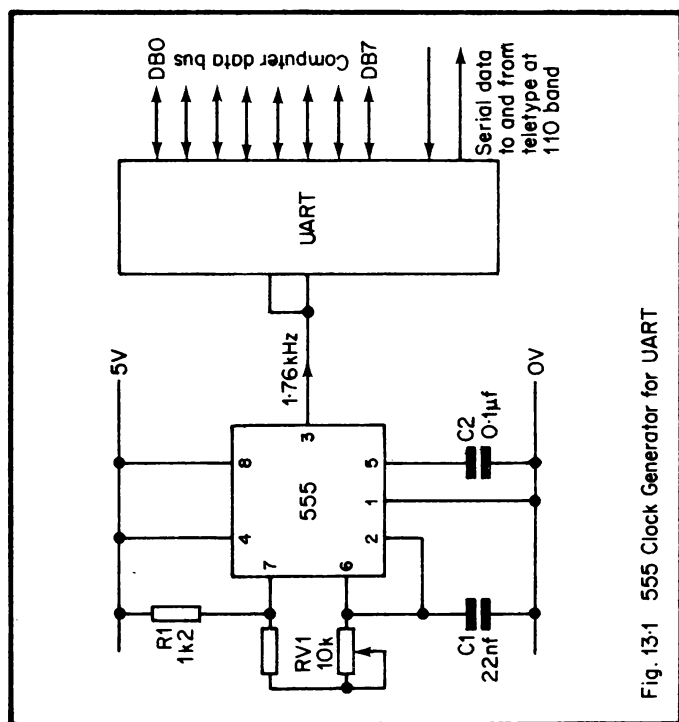 5V
R1
1k2
RV1
10k
7
6
4
8
2
1
5
3
555
C1
22nf
C2
0·1µf
0V
1·76kHz
UART
DB0
Computer data bus
DB7
Serial data
to and from
teletype at
110 band
Fig. 13·1 555 Clock Generator for UART